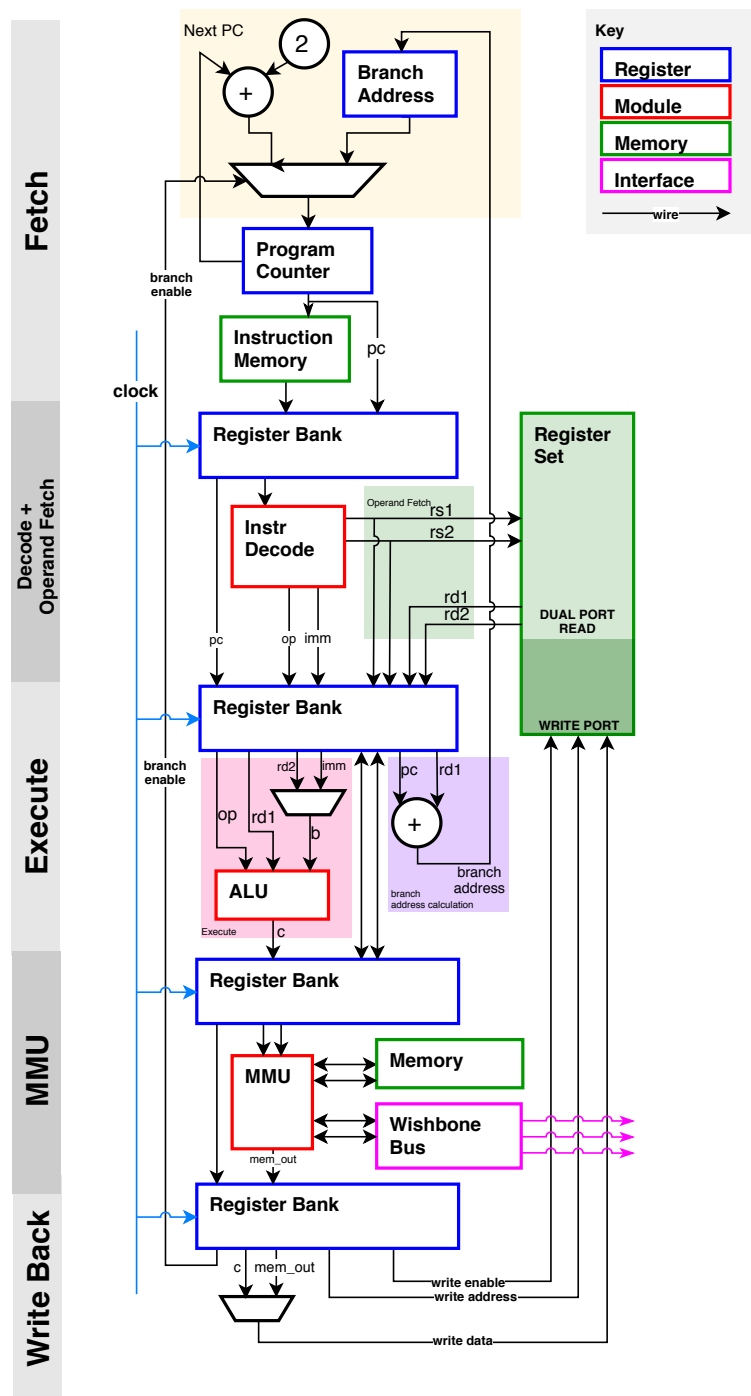 Next PC
2
+
Branch
Address
Key
Register
Module
Memory
Interface
wire
Fetch
branch
enable
Program
Counter
Instruction
Memory
pc
clock
Register Bank
Decode +
Operand Fetch
Instr
Decode
Operand Fetch
rs1
rs2
Register
Set
rd1
rd2
DUAL PORT
READ
pc
op
imm
Register Bank
WRITE PORT
Execute
branch
enable
rd2
imm
pc
rd1
op
rd1
b
+
ALU
branch
address
branch
address calculation
Execute
c
Register Bank
MMU
MMU
Memory
Wishbone
Bus
mem_out
Register Bank
Write Back
c
mem_out
write enable
write address
write data